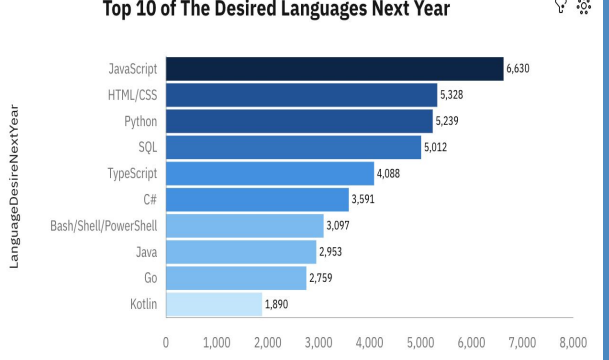 Top 10 of The Desired Languages Next Year
LanguageDesireNextYear
JavaScript 6,630
HTML/CSS 5,328
Python 5,239
SQL 5,012
TypeScript 4,088
C# 3,591
Bash/Shell/PowerShell 3,097
Java 2,953
Go 2,759
Kotlin 1,890
0 1,000 2,000 3,000 4,000 5,000 6,000 7,000 8,000